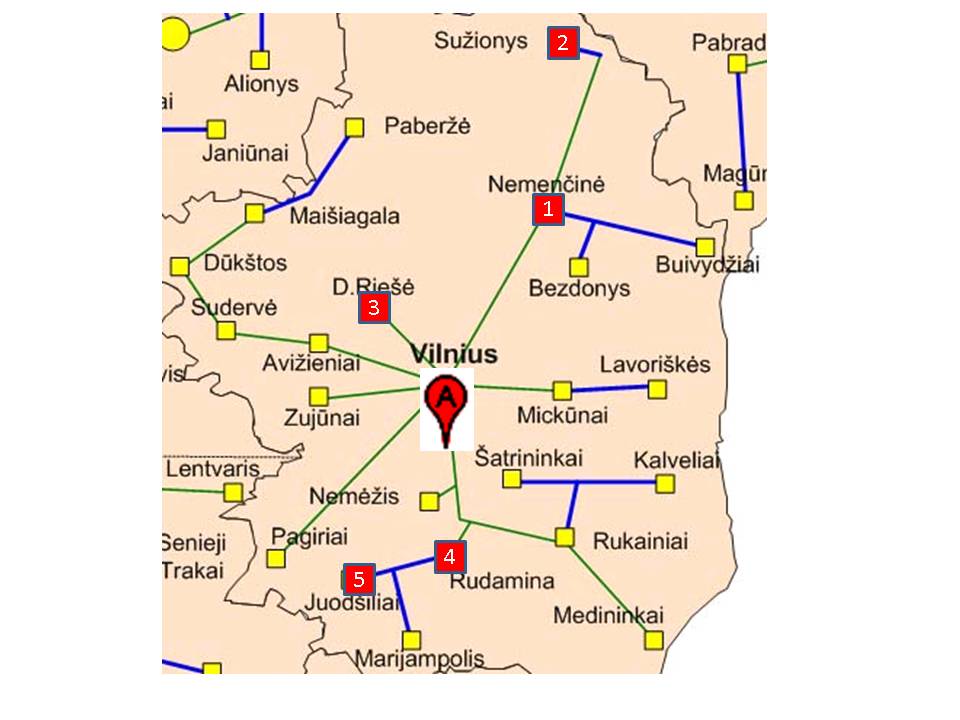 Sužionys
2
Pabrad
Alionys
ai
Paberžė
Janiūnai
Magūr
Nemenčinė
1
Maišiagala
Dūkštos
Buivydžiai
Bezdonys
D.Riešė
3
Sudervė
Vilnius
Avižieniai
Lavoriškės
vis
A
Zujūnai
Mickūnai
Šatrininkai
Kalveliai
Lentvaris
Nemėžis
Pagiriai
Senieji
Trakai
Rukainiai
4
5
Rudamina
Juodšiliai
Medininkai
Marijampolis